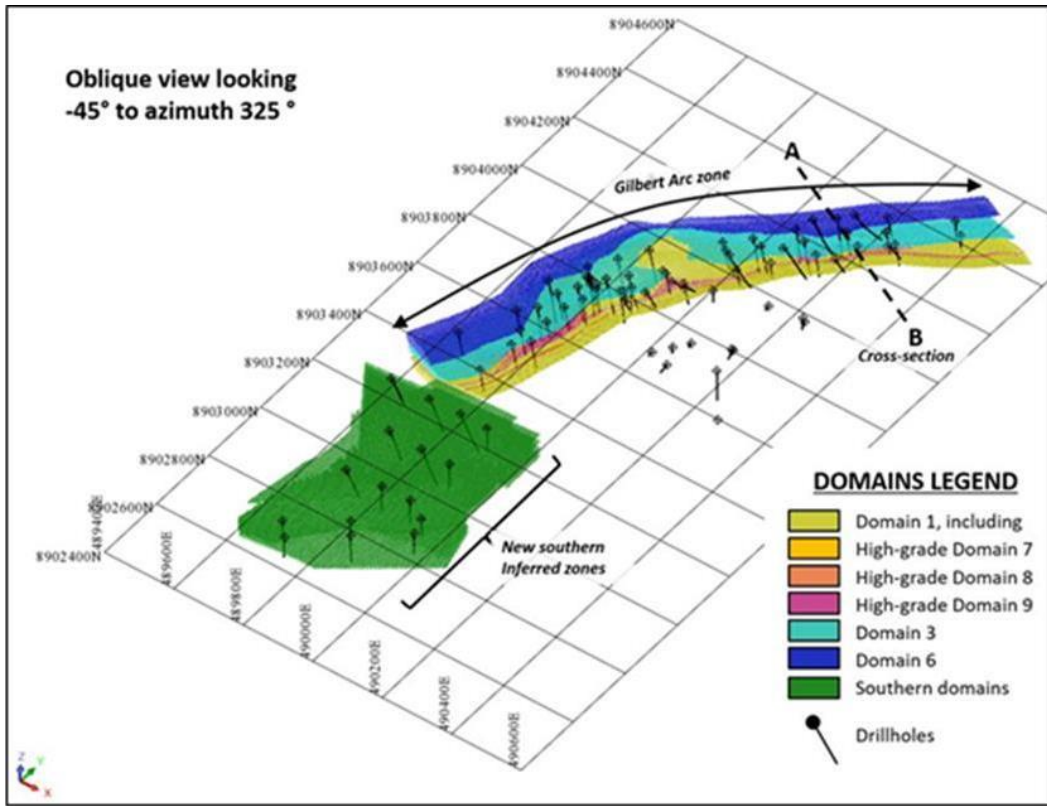 Oblique view looking
-45° to azimuth 325 °
8904600N
8904400N
8904200N
8904000N
8903800N
8903600N
8903400N
8903200N
8903000N
8902800N
8902600N
8902400N
489400E
489600E
489800E
490000E
490200E
490400E
490600E
Gilbert Arc zone
A
B
Cross-section
New southern
Inferred zones
DOMAINS LEGEND
Domain 1, including
High-grade Domain 7
High-grade Domain 8
High-grade Domain 9
Domain 3
Domain 6
Southern domains
Drillholes
Z
Y
X